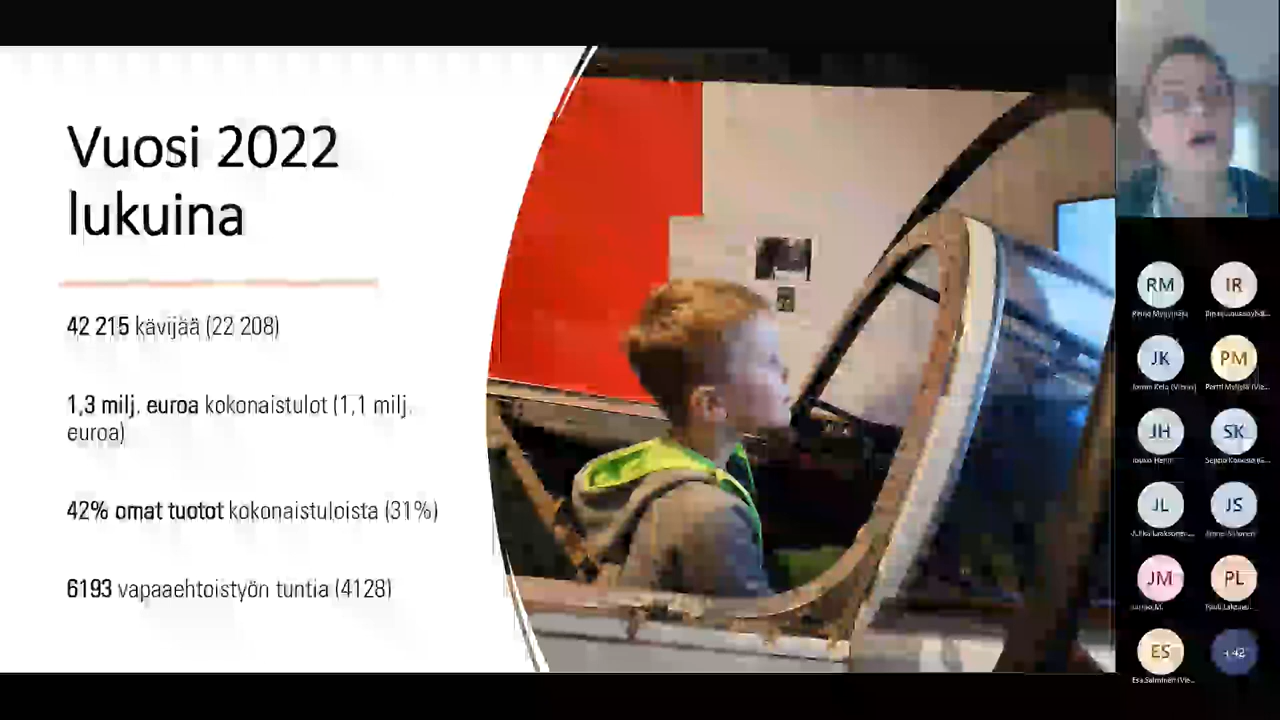 Vuosi 2022
lukuina
42 215 kävijää (22 208)
1,3 milj. euroa kokonaistulot (1,1 milj.
euroa)
42% omat tuotot kokonaistuloista (31%)
6193 vapaaehtoistyön tuntia (4128)
RM
IR
JK
PM
JH
SK
JL
JS
JM
PL
ES
+42